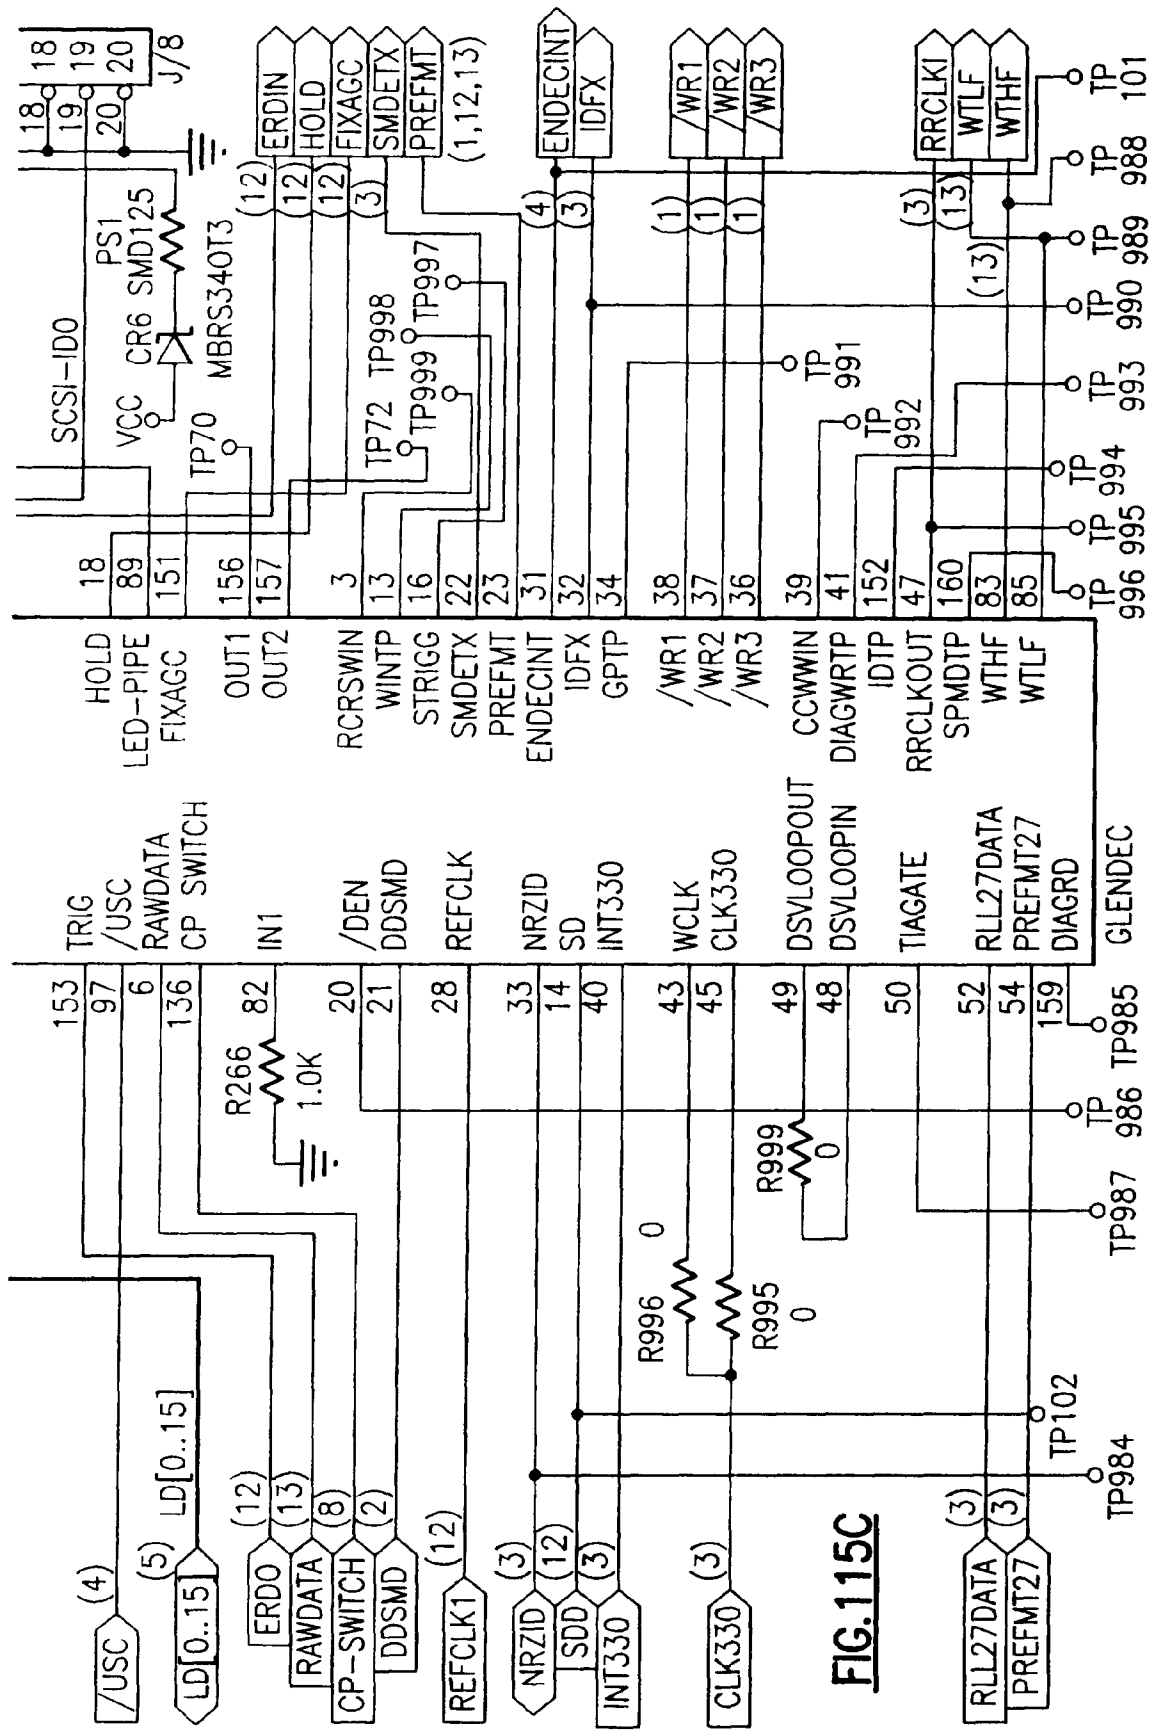 /USC
(4)
LD[0..15]
(5)
LD[0..15]
ERDO
(12)
RAWDATA
(13)
CP-SWITCH
(8)
DDSMD
(2)
REFCLK1
(12)
NRZID
(3)
SDD
(12)
INT330
(3)
CLK330
(3)
RLL27DATA
(3)
PREFMT27
(3)
FIG.115C
TP984
TP102
R996
0
R995
0
R999
0
R266
1.0K
TP987
TP
986
TP985
153
97
6
136
82
20
21
28
33
14
40
43
45
49
48
50
52
54
159
TRIG
/USC
RAWDATA
CP SWITCH
IN1
/DEN
DDSMD
REFCLK
NRZID
SD
INT330
WCLK
CLK330
DSVLOOPOUT
DSVLOOPIN
TIAGATE
RLL27DATA
PREFMT27
DIAGRD
GLENDEC
HOLD
LED-PIPE
FIXAGC
OUT1
OUT2
RCRSWIN
WINTP
STRIGG
SMDETX
PREFMT
ENDECINT
IDFX
GPTP
/WR1
/WR2
/WR3
CCWWIN
DIAGWRTP
IDTP
RRCLKOUT
SPMDTP
WTHF
WTLF
18
89
151
156
157
3
13
16
22
23
31
32
34
38
37
36
39
41
152
47
160
83
85
TP
996
TP
995
TP
994
TP
993
TP
992
TP
991
TP
990
TP
989
TP
988
TP
101
TP70
TP72
TP999
TP998
TP997
SCSI-ID0
VCC
CR6
MBRS340T3
PS1
SMD125
18
19
20
18
19
20
J/8
(12)
ERDIN
(12)
HOLD
(12)
FIXAGC
(3)
SMDETX
PREFMT
(1,12,13)
(4)
ENDECINT
(3)
IDFX
(1)
/WR1
(1)
/WR2
(1)
/WR3
(3)
RRCLKI
(13)
WTLF
(13)
WTHF